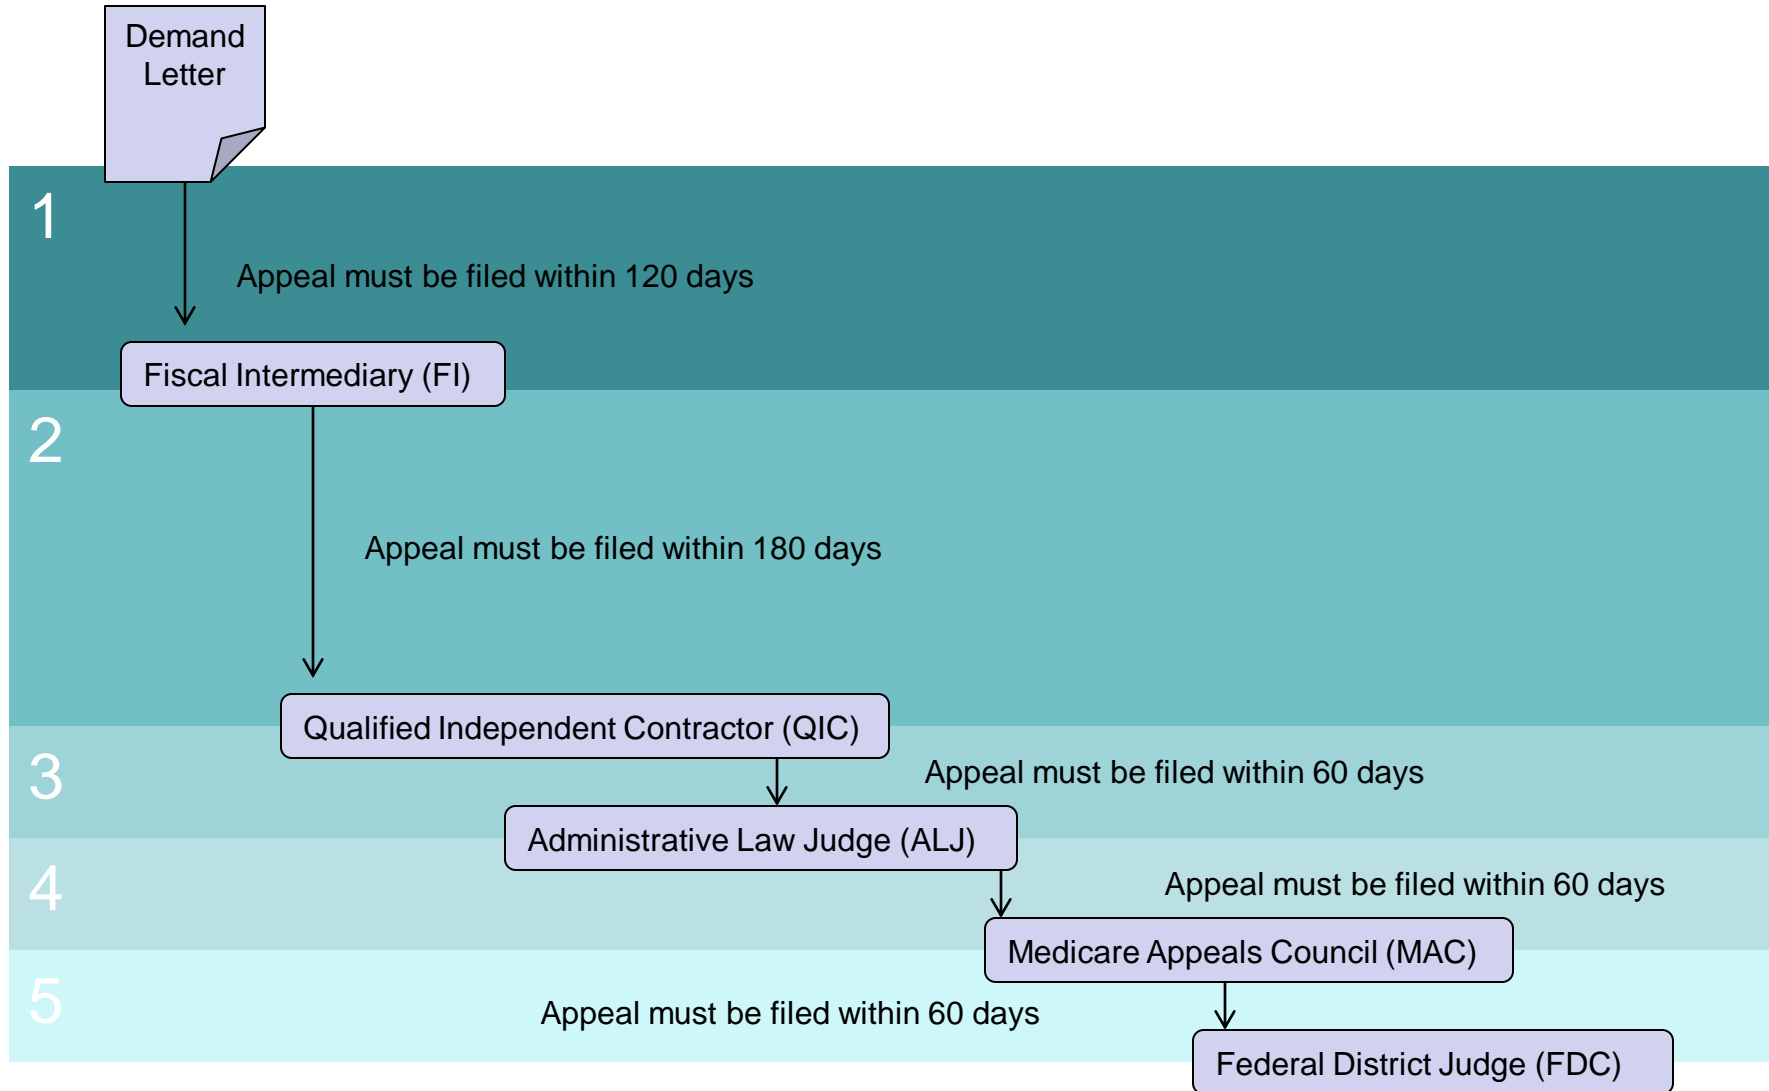 Demand
Letter
1
Appeal must be filed within 120 days
Fiscal Intermediary (FI)
2
Appeal must be filed within 180 days
Qualified Independent Contractor (QIC)
3
Appeal must be filed within 60 days
Administrative Law Judge (ALJ)
4
Appeal must be filed within 60 days
Medicare Appeals Council (MAC)
5
Appeal must be filed within 60 days
Federal District Judge (FDC)